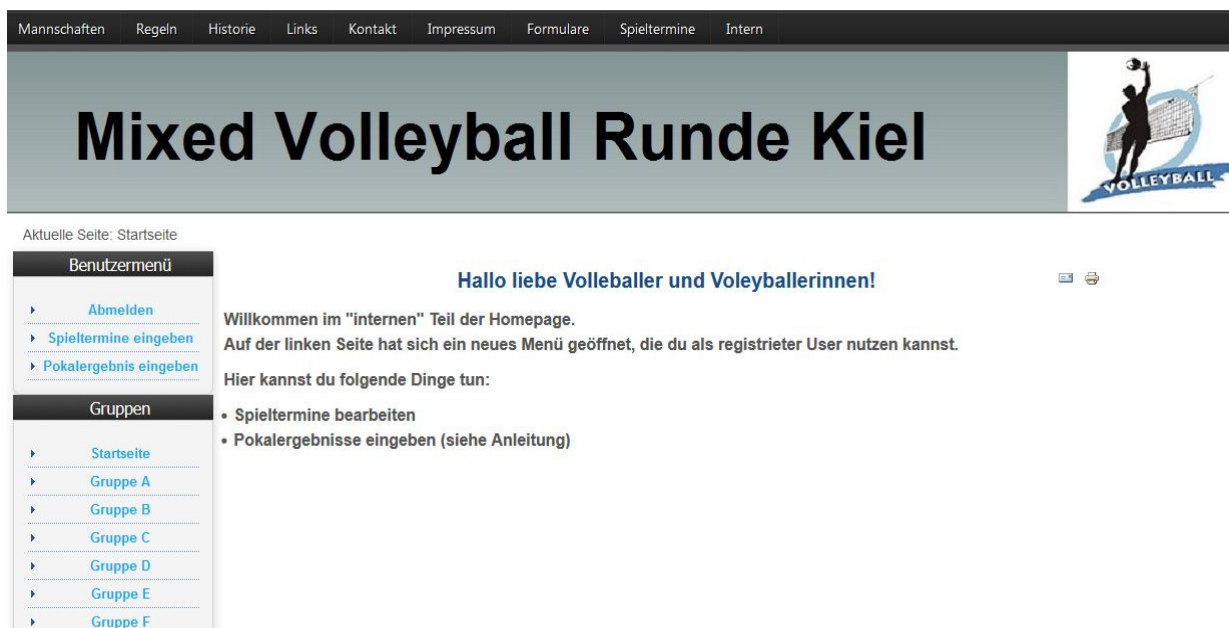 Mannschaften Regeln Historie Links Kontakt Impressum Formulare Spieltermine Intern
Mixed Volleyball Runde Kiel
VOLLEYBALL
Aktuelle Seite: Startseite
Benutzermenü
Abmelden
Spieltermine eingeben
Pokalergebnis eingeben
Gruppen
Startseite
Gruppe A
Gruppe B
Gruppe C
Gruppe D
Gruppe E
Gruppe F
Hallo liebe Volleballer und Voleyballerinnen!
Willkommen im "internen" Teil der Homepage.
Auf der linken Seite hat sich ein neues Menü geöffnet, die du als registrieter User nutzen kannst.
Hier kannst du folgende Dinge tun:
• Spieltermine bearbeiten
• Pokalergebnisse eingeben (siehe Anleitung)